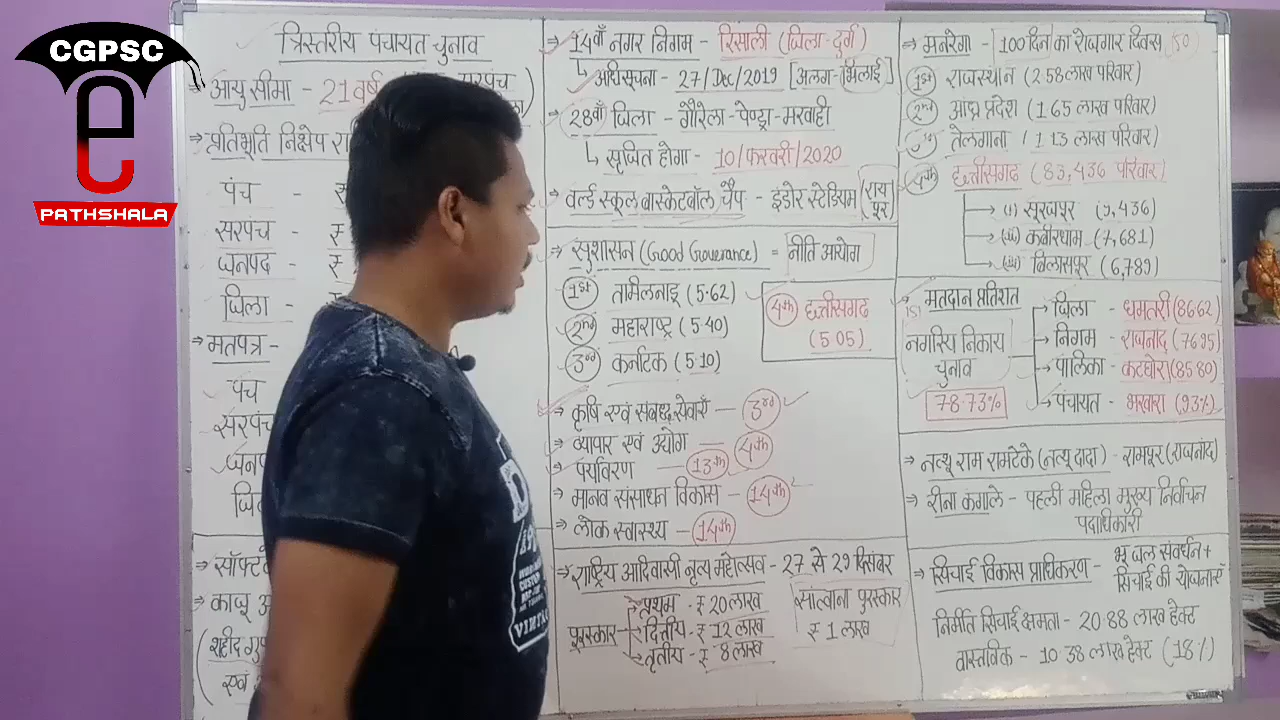 CGPSC
e
PATHSHALA
त्रिस्तरीय पंचायत चुनाव
⇒ आयु सीमा - 21 वर्ष
सरपंच
⇒ प्रतिभूति निक्षेप
पंच - ₹
सरपंच - ₹
जनपद - ₹
जिला -
⇒ मतपत्र -
पंच
सरपंच
⇒ 14वाँ नगर निगम - रिसाली (जिला - दुर्ग)
↳ अधिसूचना - 27/Dec/2019 [अलग - भिलाई]
⇒ 28वाँ जिला - गौरेला - पेण्ड्रा - मरवाही
↳ सृजित होगा - 10/फरवरी/2020
⇒ वर्ल्ड स्कूल बास्केटबॉल चैंप - इंडोर स्टेडियम (रायपुर)
⇒ सुशासन (Good Gouerance) = नीति आयोग
1st तामिलनाडू (5.62)
2nd महाराष्ट्र (5.40)
3rd कर्नाटक (5.10)
4th छत्तीसगढ़
(5.05)
⇒ कृषि एवं संबद्ध सेवाएँ - 3rd
⇒ व्यापार एवं उद्योग - 4th
⇒ पर्यावरण - 13th
⇒ मानव संसाधन विकास - 14th
⇒ लोक स्वास्थ्य - 14th
⇒ राष्ट्रीय आदिवासी नृत्य महोत्सव - 27 से 29 दिसंबर
पुरस्कार
प्रथम - ₹ 20 लाख
द्वितीय - ₹ 12 लाख
तृतीय - ₹ 8 लाख
सांत्वना पुरस्कार
₹ 1 लाख
⇒ मनरेगा - 100 दिन का रोजगार दिवस
1st राजस्थान (2.58 लाख परिवार)
2nd आंध्र प्रदेश (1.65 लाख परिवार)
3rd तेलंगाना (1.13 लाख परिवार)
4th छत्तीसगढ़ (83,436 परिवार)
→ (i) सूरजपुर (9,436)
→ (ii) कबीरधाम (7,681)
→ (iii) बिलासपुर (6,789)
⇒ मतदान प्रतिशत
1st
नगरीय निकाय
चुनाव
78.73%
जिला - धमतरी (86.62)
निगम - राजनांद (76.95)
पालिका - कटघोरा (85.80)
पंचायत - भखारा (93%)
⇒ नत्थू राम रामटेके (नत्थू दादा) - रामपुर (राजनांद)
⇒ रीना कंगाले - पहली महिला मुख्य निर्वाचन
पदाधिकारी
⇒ सिंचाई विकास प्राधिकरण - भू जल संवर्धन +
सिंचाई की योजनाएँ
निर्मित सिंचाई क्षमता - 20.88 लाख हेक्ट
वास्तविक - 10.38 लाख हेक्ट (18%)